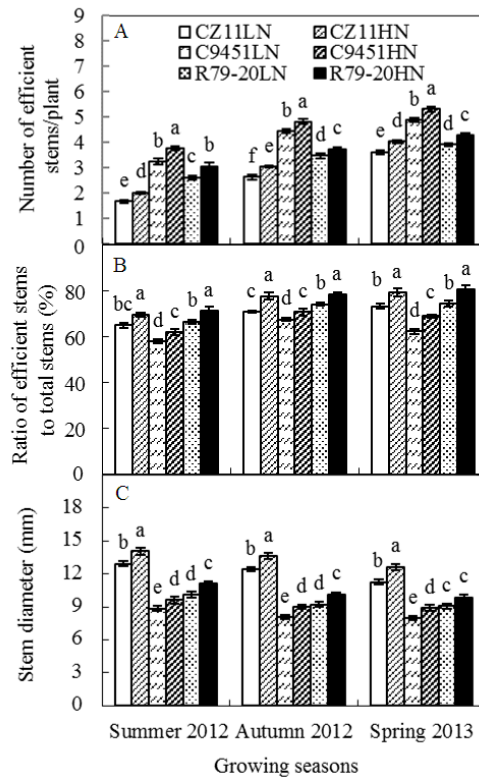 A
CZ11LN CZ11HN
C9451LN C9451HN
R79-20LN R79-20HN
Number of efficient
stems/plant
9
8
7
6
5
4
3
2
1
0
e d b a c b
f e b a d c
e d b a d c
B
Ratio of efficient stems
to total stems (%)
80
60
40
20
0
bc a d c b a
c a d c b a
b a d c b a
C
Stem diameter (mm)
18
15
12
9
6
3
0
b a e d d c
b a e d d c
b a e d d c
Summer 2012 Autumn 2012 Spring 2013
Growing seasons